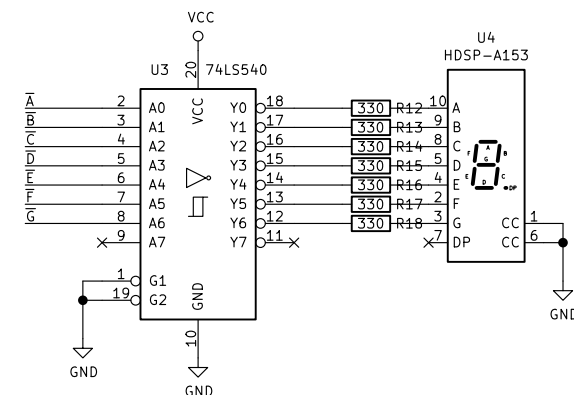 VCC
U3 74LS540
20
VCC
U4
HDSP-A153
A̅ 2 A0 Y0 18 330 R12 10 A
B̅ 3 A1 Y1 17 330 R13 9 B
C̅ 4 A2 Y2 16 330 R14 8 C
D̅ 5 A3 Y3 15 330 R15 5 D
E̅ 6 A4 Y4 14 330 R16 4 E
F̅ 7 A5 Y5 13 330 R17 2 F
G̅ 8 A6 Y6 12 330 R18 3 G
9 A7 Y7 11 7 DP
A
F B
G
E C
D DP
CC 1
CC 6
1 G1
19 G2
GND
10
GND
GND
GND